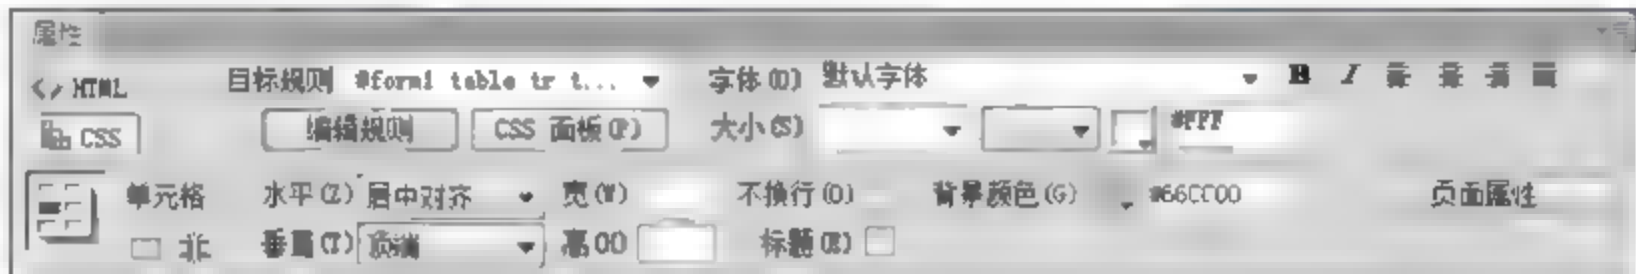 属性
<> HTML 目标规则 #form1 table tr t... 字体(O) 默认字体 B I
CSS 编辑规则 CSS 面板(P) 大小(S) #FFF
单元格 水平(Z) 居中对齐 宽(W) 不换行(O) 背景颜色(G) #66CC00 页面属性
垂直(T) 顶端 高(H) 标题(E)